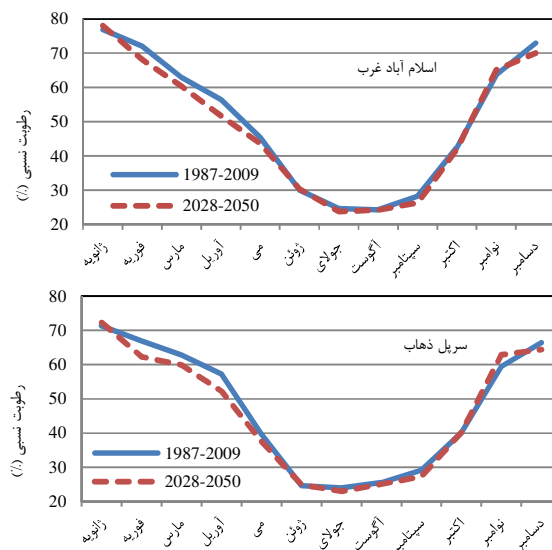 80
70
60
50
40
30
20
رطوبت نسبی (٪)
اسلام آباد غرب
1987-2009
2028-2050
ژانویه
فوریه
مارس
آوریل
می
ژوئن
جولای
آگوست
سپتامبر
اکتبر
نوامبر
دسامبر
80
70
60
50
40
30
20
رطوبت نسبی (٪)
سرپل ذهاب
1987-2009
2028-2050
ژانویه
فوریه
مارس
آوریل
می
ژوئن
جولای
آگوست
سپتامبر
اکتبر
نوامبر
دسامبر